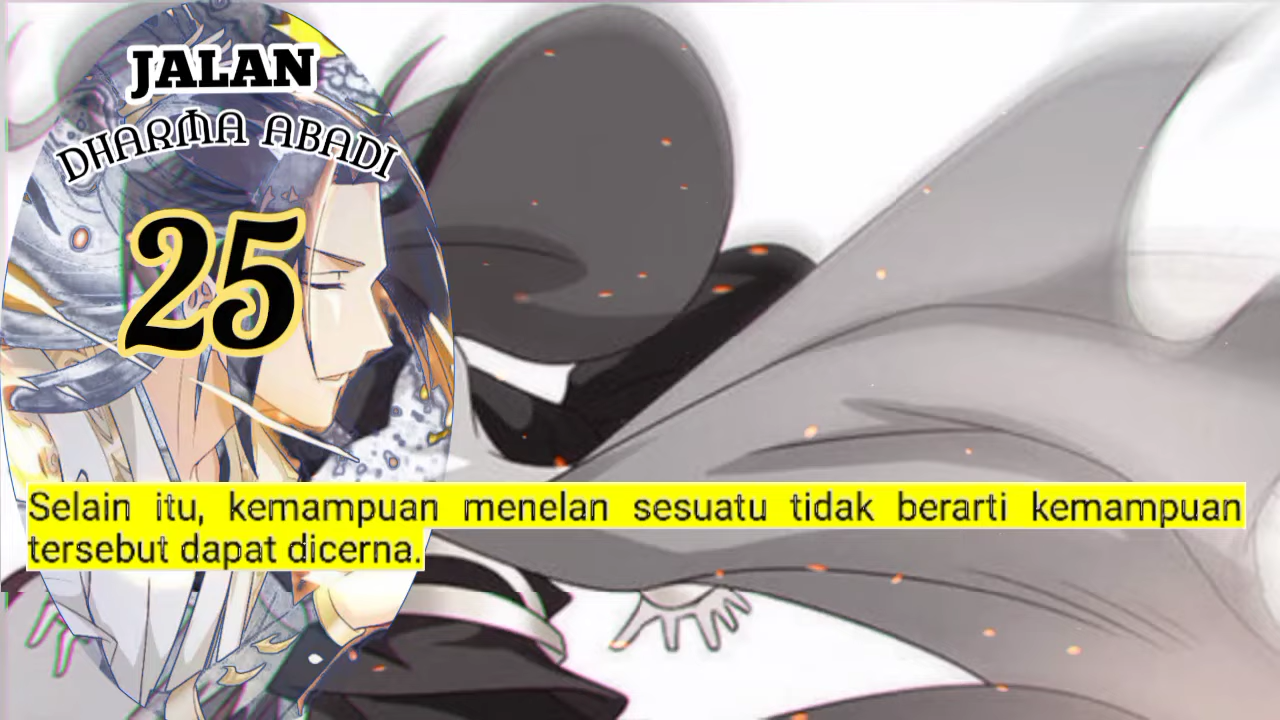 JALAN
DHARMA ABADI
25
Selain itu, kemampuan menelan sesuatu tidak berarti kemampuan
tersebut dapat dicerna.